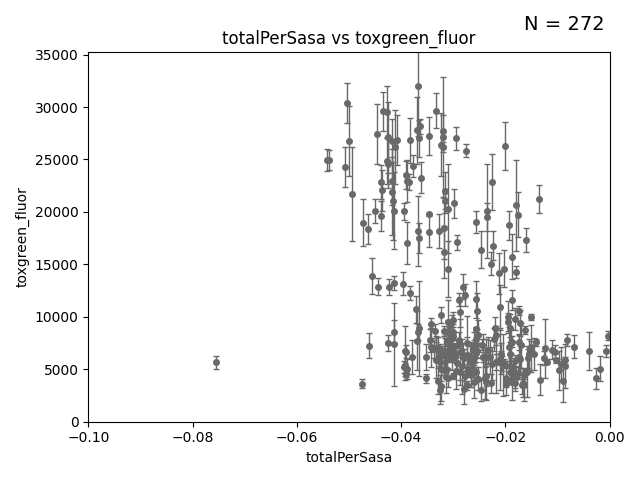 N = 272
totalPerSasa vs toxgreen_fluor
35000
30000
25000
20000
15000
10000
5000
0
toxgreen_fluor
−0.10 −0.08 −0.06 −0.04 −0.02 0.00
totalPerSasa